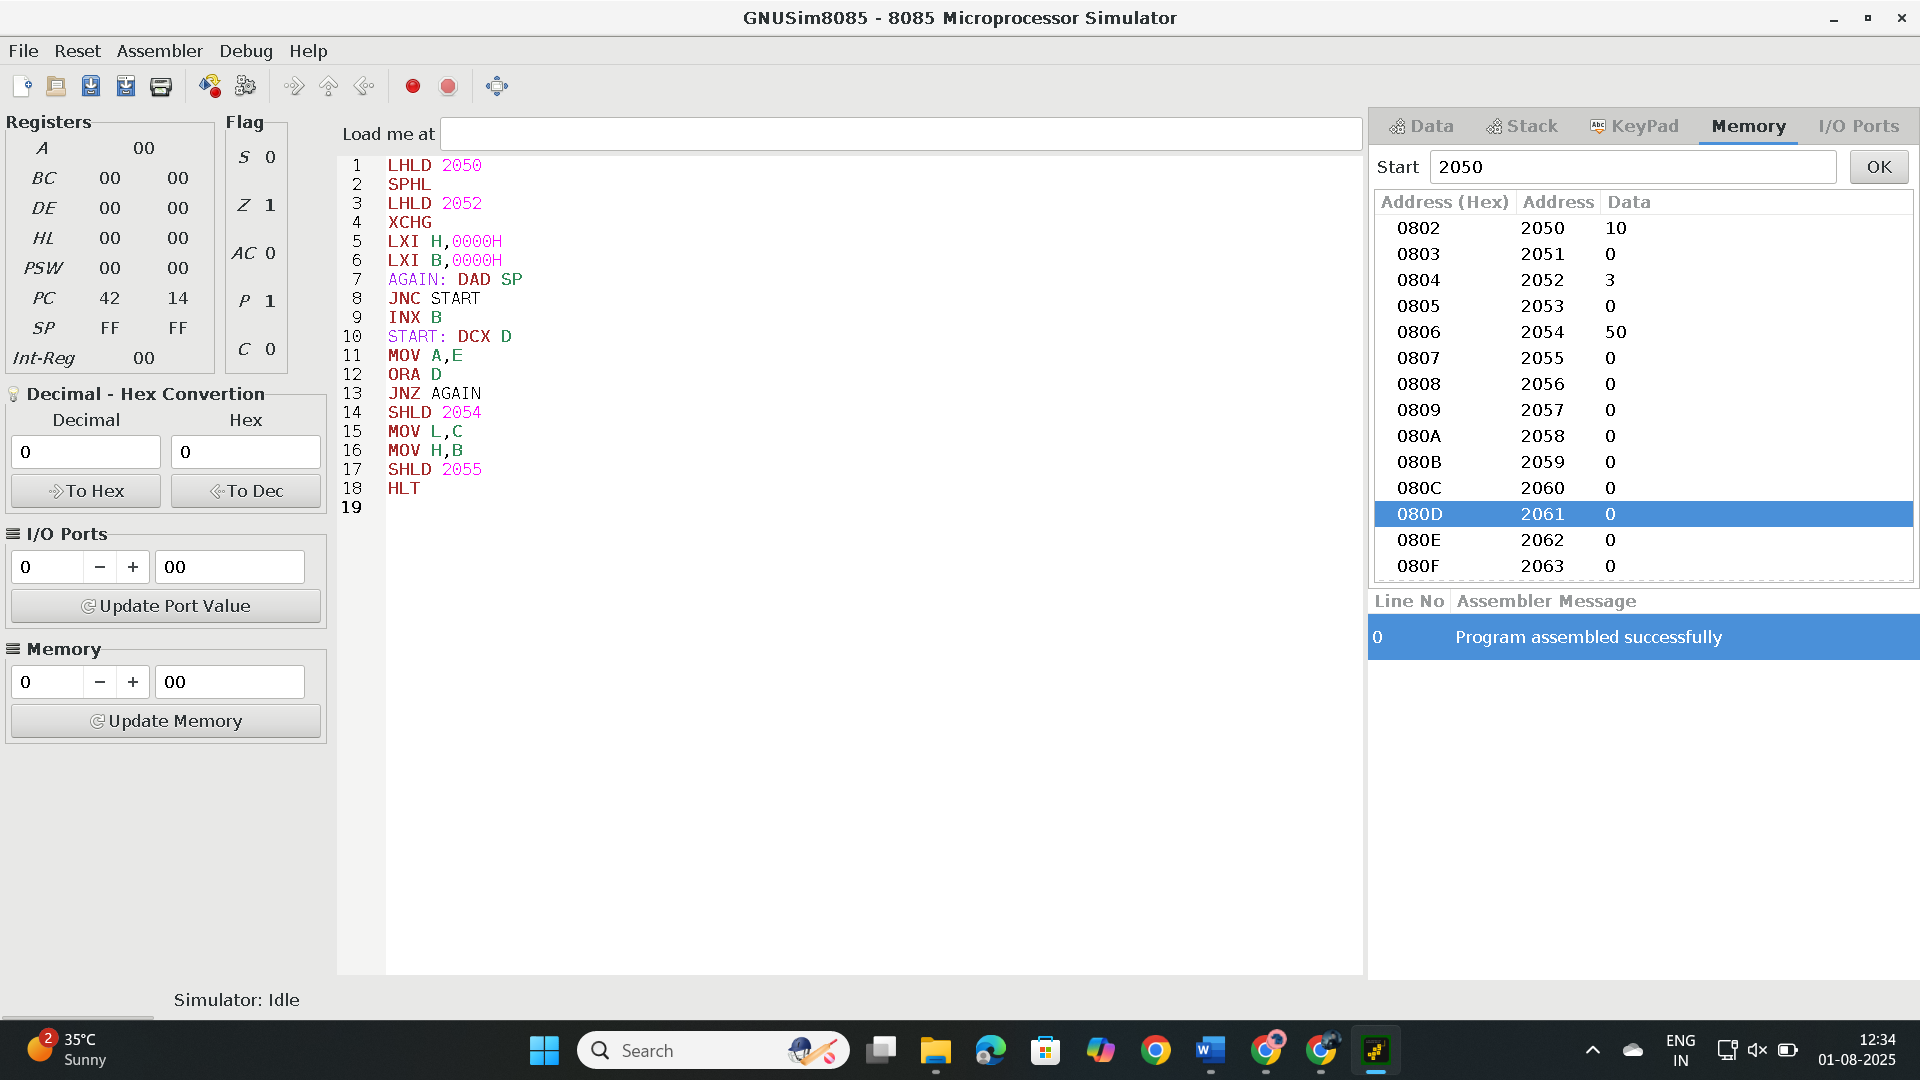 GNUSim8085 - 8085 Microprocessor Simulator
File Reset Assembler Debug Help
Registers
A 00
BC 00 00
DE 00 00
HL 00 00
PSW 00 00
PC 42 14
SP FF FF
Int-Reg 00
Flag
S 0
Z 1
AC 0
P 1
C 0
Decimal - Hex Convertion
Decimal Hex
0 0
To Hex To Dec
I/O Ports
0 − + 00
Update Port Value
Memory
0 − + 00
Update Memory
Load me at
1 LHLD 2050
2 SPHL
3 LHLD 2052
4 XCHG
5 LXI H,0000H
6 LXI B,0000H
7 AGAIN: DAD SP
8 JNC START
9 INX B
10 START: DCX D
11 MOV A,E
12 ORA D
13 JNZ AGAIN
14 SHLD 2054
15 MOV L,C
16 MOV H,B
17 SHLD 2055
18 HLT
19
Data Stack Abc KeyPad Memory I/O Ports
Start 2050 OK
Address (Hex) Address Data
0802 2050 10
0803 2051 0
0804 2052 3
0805 2053 0
0806 2054 50
0807 2055 0
0808 2056 0
0809 2057 0
080A 2058 0
080B 2059 0
080C 2060 0
080D 2061 0
080E 2062 0
080F 2063 0
Line No Assembler Message
0 Program assembled successfully
Simulator: Idle
2 35°C
Sunny
Search
W
ENG
IN
12:34
01-08-2025